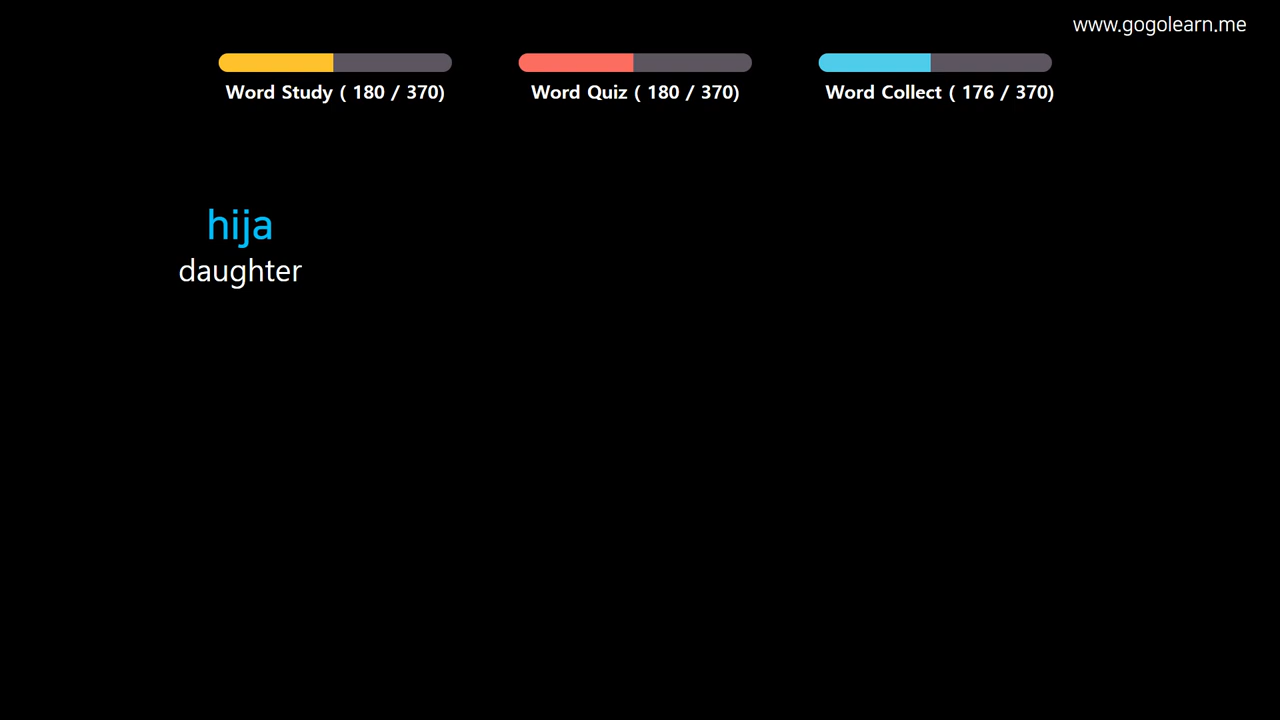 www.gogolearn.me
Word Study ( 180 / 370)
Word Quiz ( 180 / 370)
Word Collect ( 176 / 370)
hija
daughter